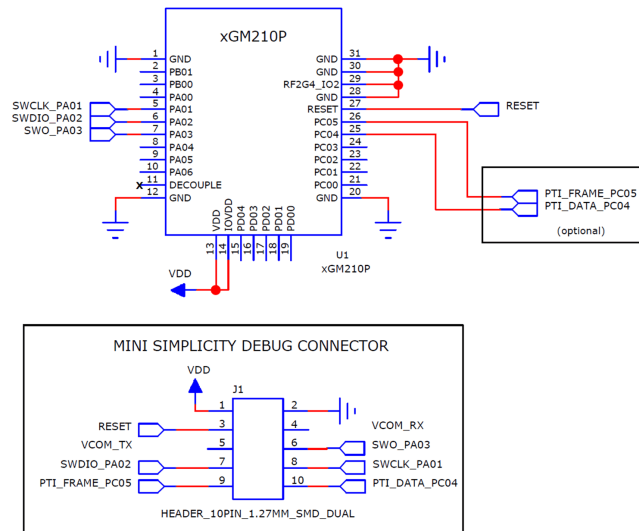 xGM210P
1 GND
2 PB01
3 PB00
4 PA00
SWCLK_PA01 5 PA01
SWDIO_PA02 6 PA02
SWO_PA03 7 PA03
8 PA04
9 PA05
10 PA06
11 DECOUPLE
12 GND
GND 31
GND 30
RF2G4_IO2 29
GND 28
RESET 27 RESET
PC05 26
PC04 25
PC03 24
PC02 23
PC01 22
PC00 21
GND 20
PTI_FRAME_PC05
PTI_DATA_PC04
(optional)
VDD IOVDD PD04 PD03 PD02 PD01 PD00
13 14 15 16 17 18 19
U1
xGM210P
VDD
MINI SIMPLICITY DEBUG CONNECTOR
VDD
J1
1 2
RESET 3 4 VCOM_RX
VCOM_TX 5 6 SWO_PA03
SWDIO_PA02 7 8 SWCLK_PA01
PTI_FRAME_PC05 9 10 PTI_DATA_PC04
HEADER_10PIN_1.27MM_SMD_DUAL